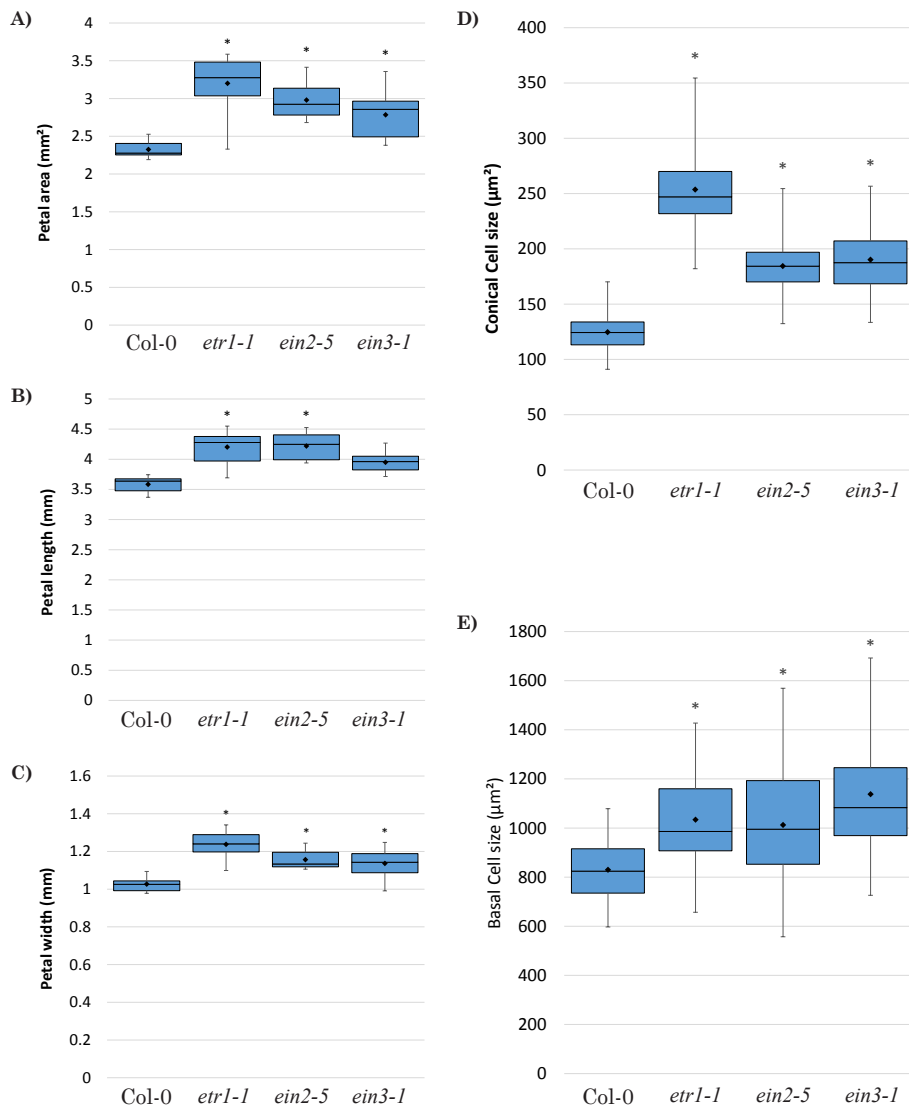 A)
Petal area (mm²)
4
3.5
3
2.5
2
1.5
1
0.5
0
* * *
Col-0 etr1-1 ein2-5 ein3-1
B)
Petal length (mm)
5
4.5
4
3.5
3
2.5
2
1.5
1
0.5
0
* *
Col-0 etr1-1 ein2-5 ein3-1
C)
Petal width (mm)
1.6
1.4
1.2
1
0.8
0.6
0.4
0.2
0
* * *
Col-0 etr1-1 ein2-5 ein3-1
D)
Conical Cell size (µm²)
400
350
300
250
200
150
100
50
0
* * *
Col-0 etr1-1 ein2-5 ein3-1
E)
Basal Cell size (µm²)
1800
1600
1400
1200
1000
800
600
400
200
0
* * *
Col-0 etr1-1 ein2-5 ein3-1